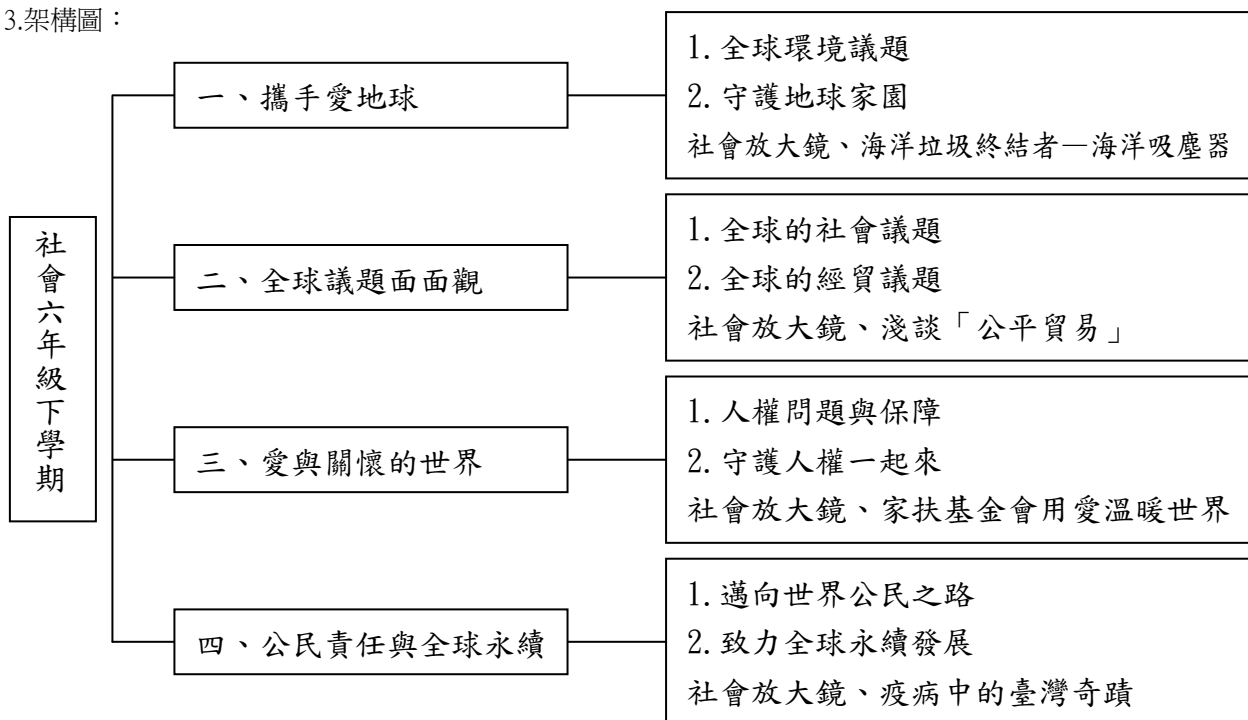 3.架構圖：
社會六年級下學期
一、攜手愛地球
1.全球環境議題
2.守護地球家園
社會放大鏡、海洋垃圾終結者—海洋吸塵器
二、全球議題面面觀
1.全球的社會議題
2.全球的經貿議題
社會放大鏡、淺談「公平貿易」
三、愛與關懷的世界
1.人權問題與保障
2.守護人權一起來
社會放大鏡、家扶基金會用愛溫暖世界
四、公民責任與全球永續
1.邁向世界公民之路
2.致力全球永續發展
社會放大鏡、疫病中的臺灣奇蹟